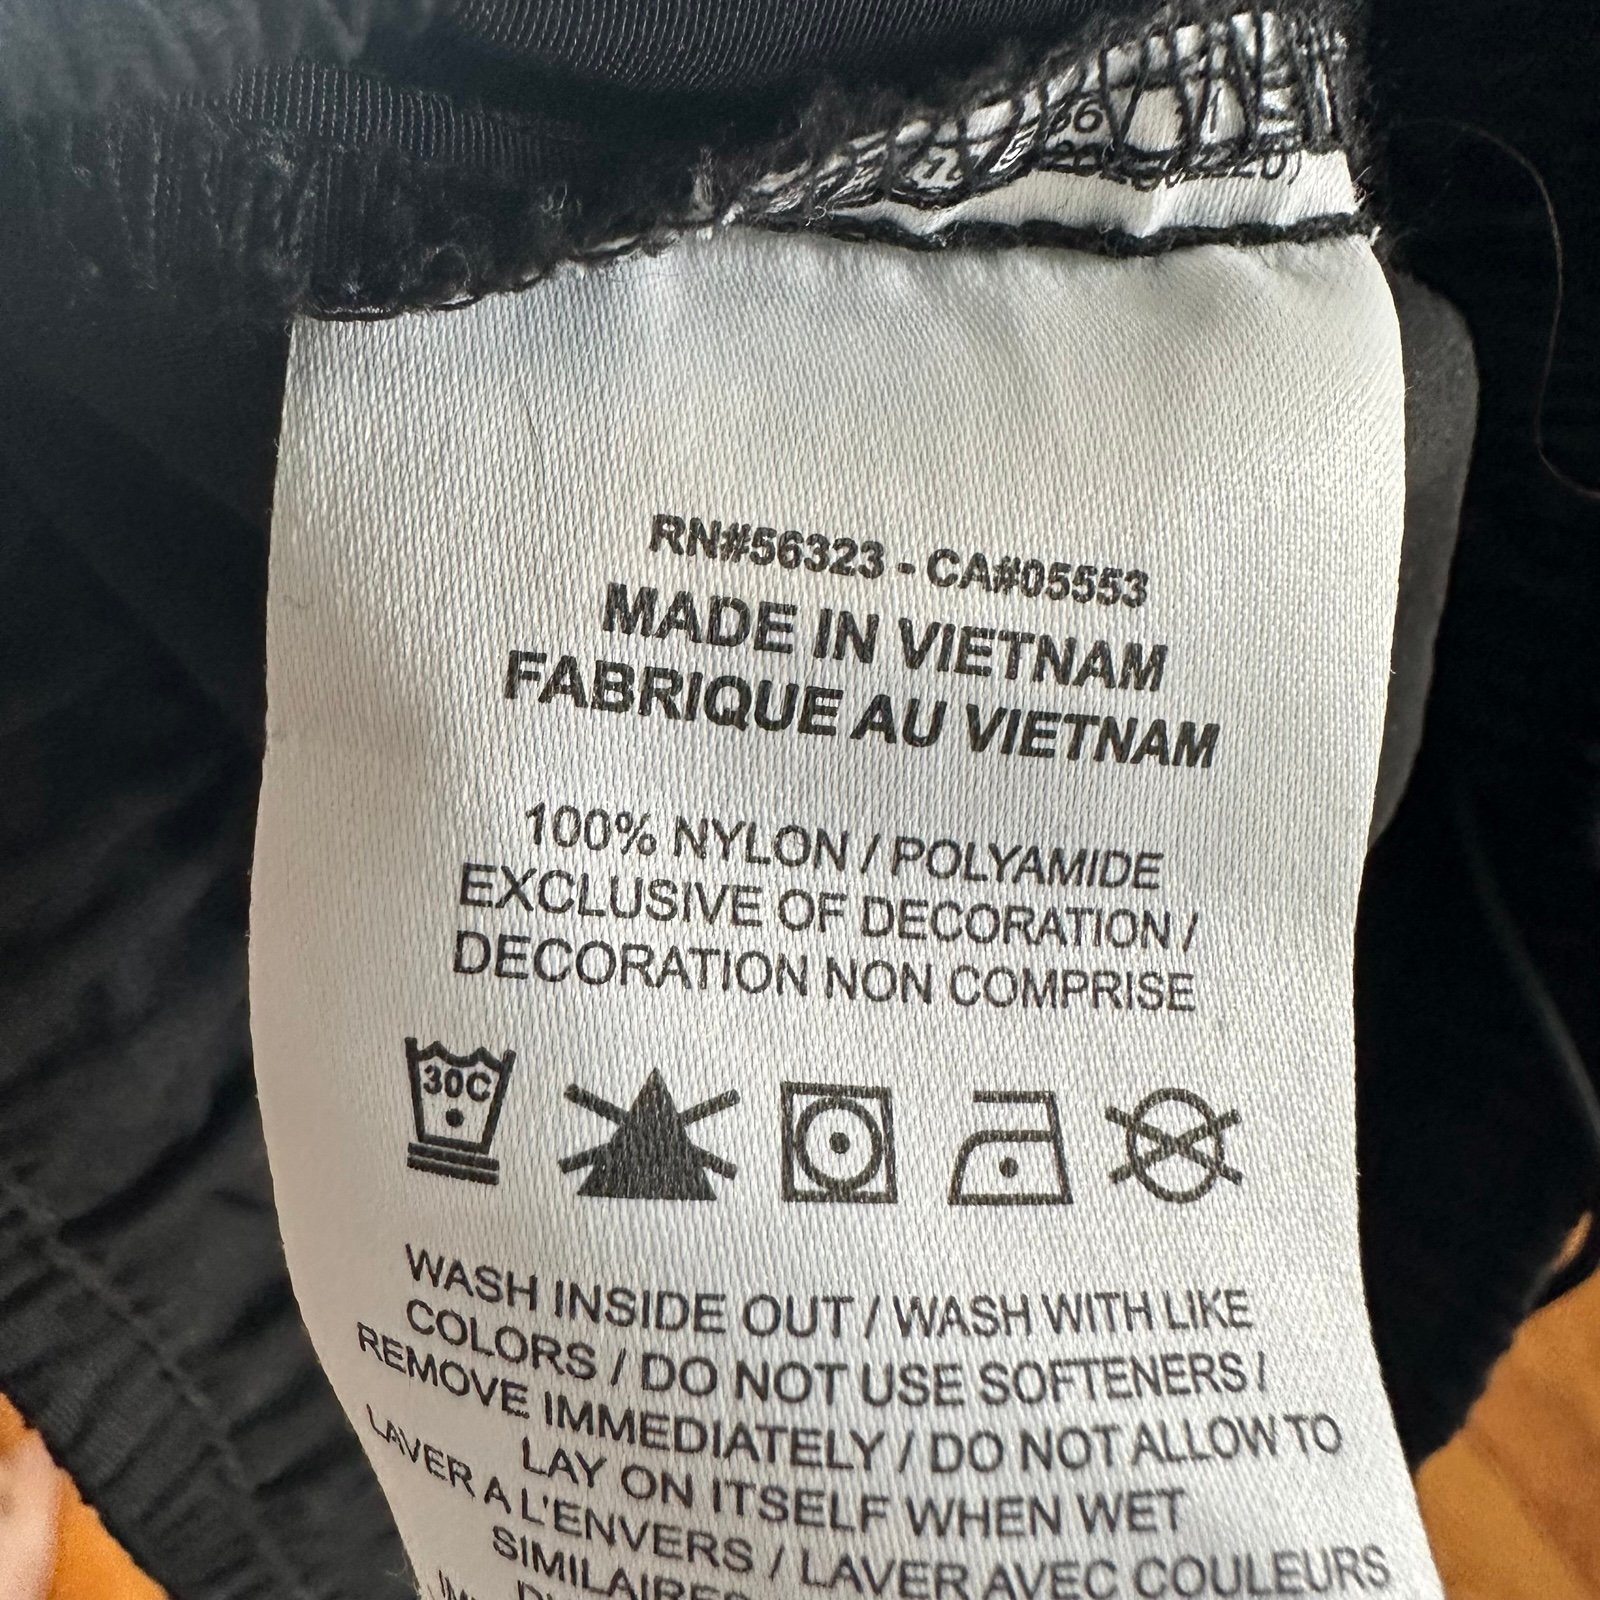 RN#56323 - CA#05553
MADE IN VIETNAM
FABRIQUE AU VIETNAM
100% NYLON / POLYAMIDE
EXCLUSIVE OF DECORATION /
DECORATION NON COMPRISE
30C
WASH INSIDE OUT / WASH WITH LIKE
COLORS / DO NOT USE SOFTENERS /
REMOVE IMMEDIATELY / DO NOT ALLOW TO
LAY ON ITSELF WHEN WET
LAVER A L'ENVERS / LAVER AVEC COULEURS